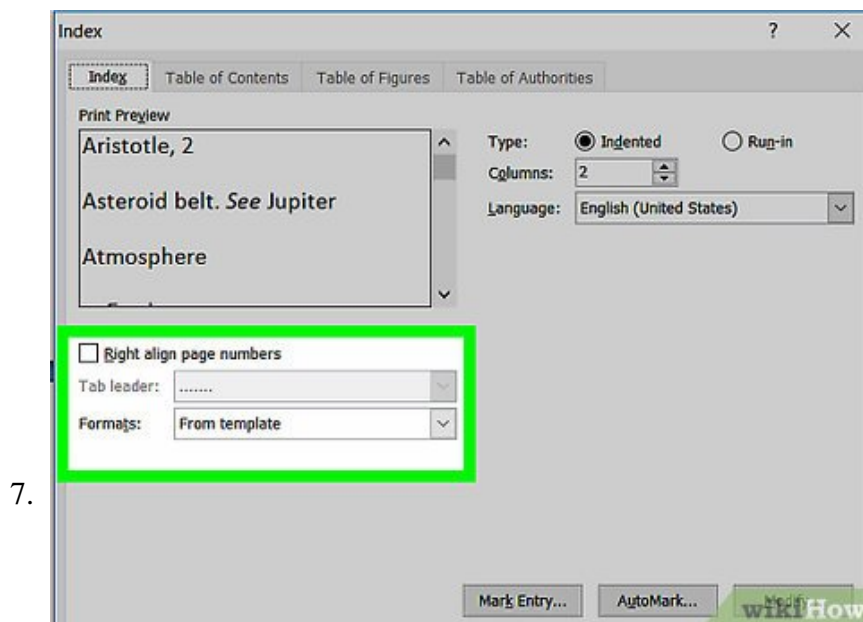 Index ?
Index Table of Contents Table of Figures Table of Authorities
Print Preview
Aristotle, 2
Asteroid belt. See Jupiter
Atmosphere
Type: Indented Run-in
Columns: 2
Language: English (United States)
Right align page numbers
Tab leader: .......
Formats: From template
7.
Mark Entry... AutoMark...
wikiHow